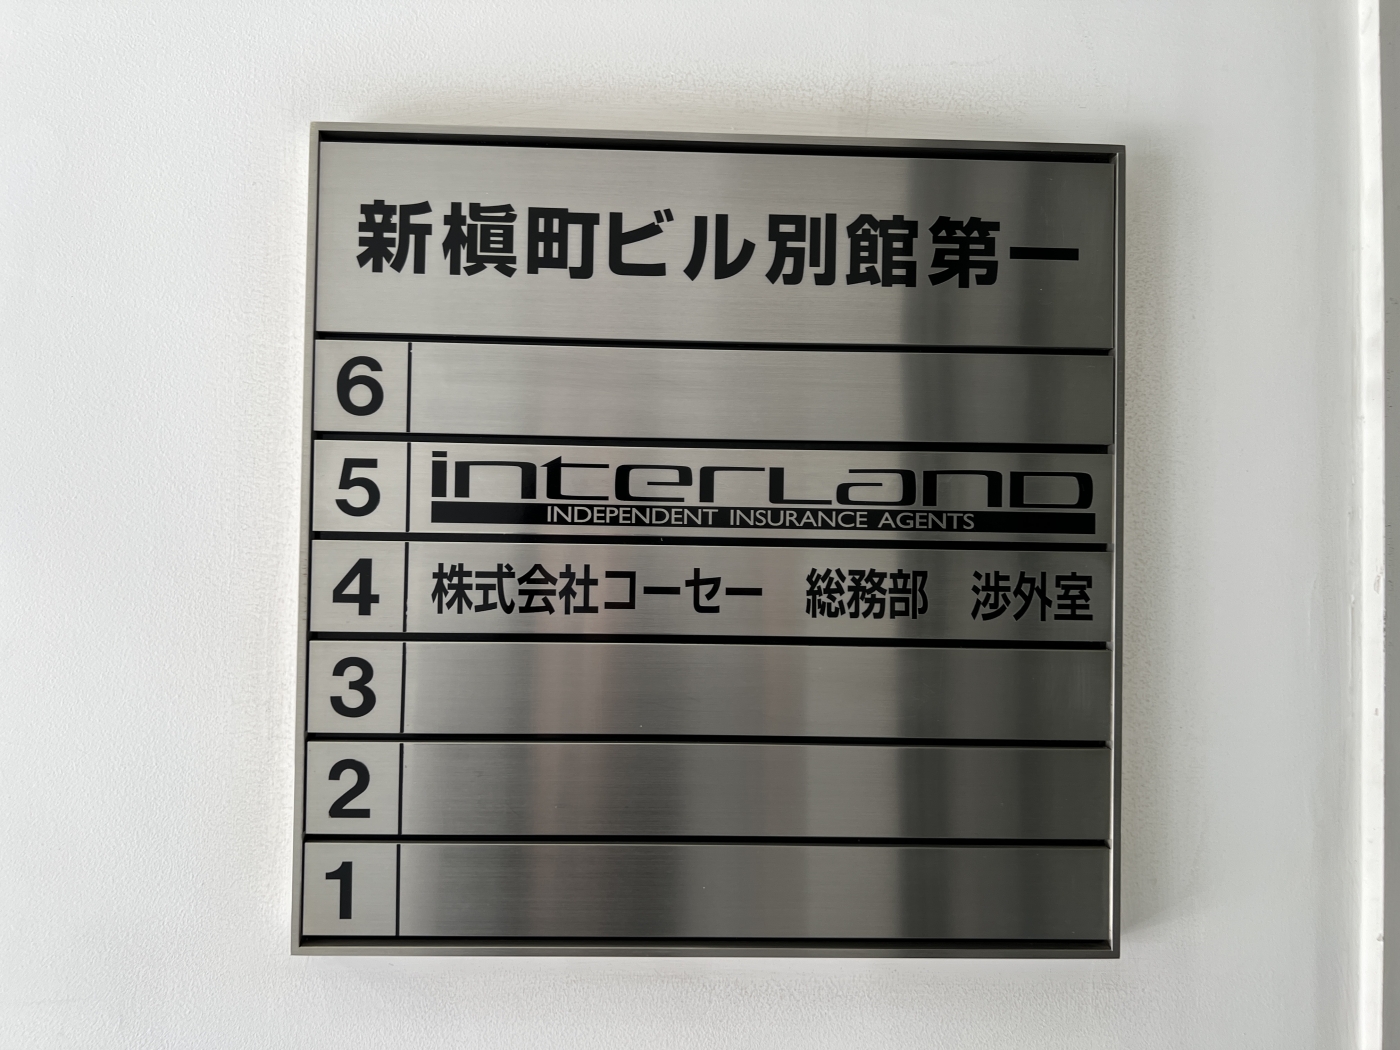 新槇町ビル別館第一
6
5 interland
INDEPENDENT INSURANCE AGENTS
4 株式会社コーセー 総務部 渉外室
3
2
1